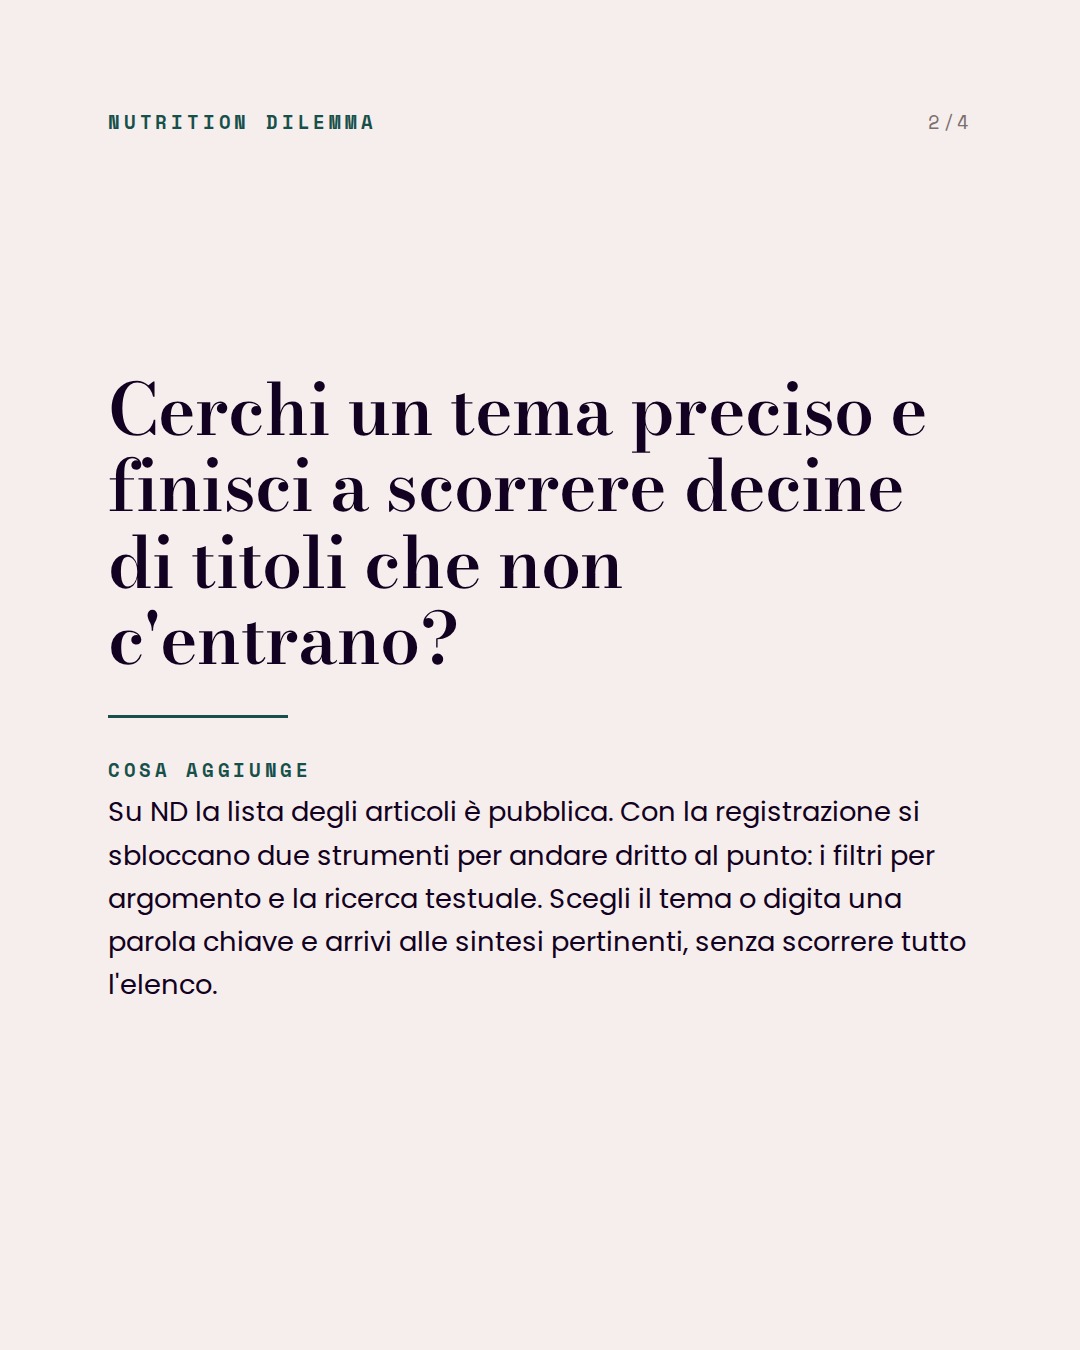 NUTRITION DILEMMA
2/4
Cerchi un tema preciso e
finisci a scorrere decine
di titoli che non
c'entrano?
COSA AGGIUNGE
Su ND la lista degli articoli è pubblica. Con la registrazione si
sbloccano due strumenti per andare dritto al punto: i filtri per
argomento e la ricerca testuale. Scegli il tema o digita una
parola chiave e arrivi alle sintesi pertinenti, senza scorrere tutto
l'elenco.